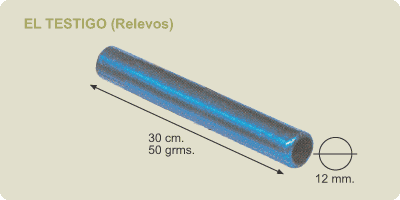 EL TESTIGO (Relevos)
30 cm.
50 grms.
12 mm.